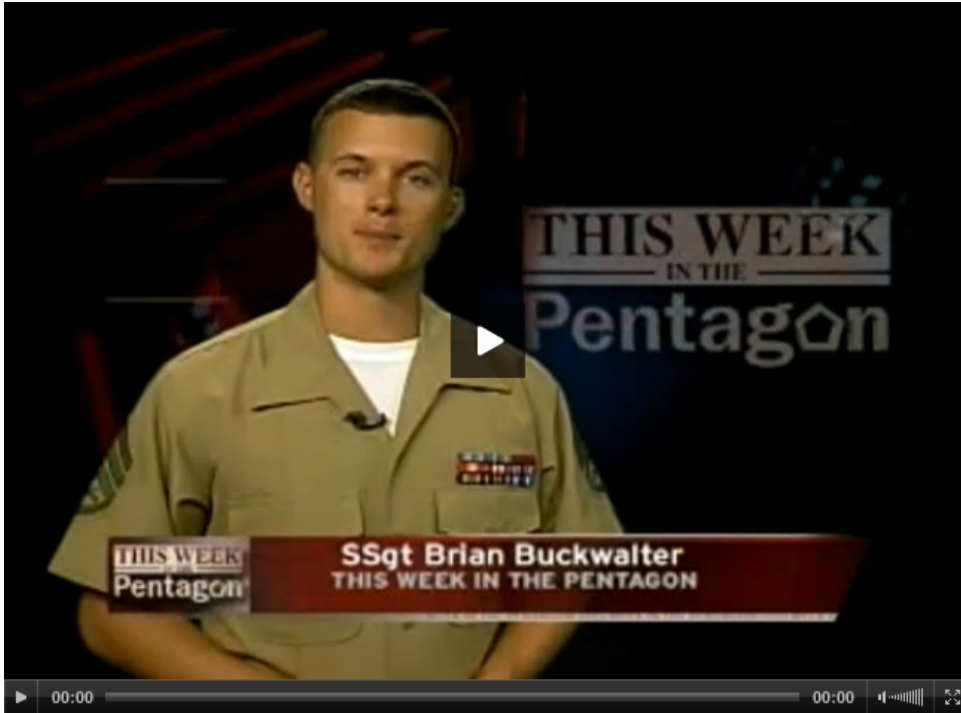 THIS WEEK
IN THE
Pentagon
THIS WEEK
Pentagon
SSgt Brian Buckwalter
THIS WEEK IN THE PENTAGON
00:00
00:00